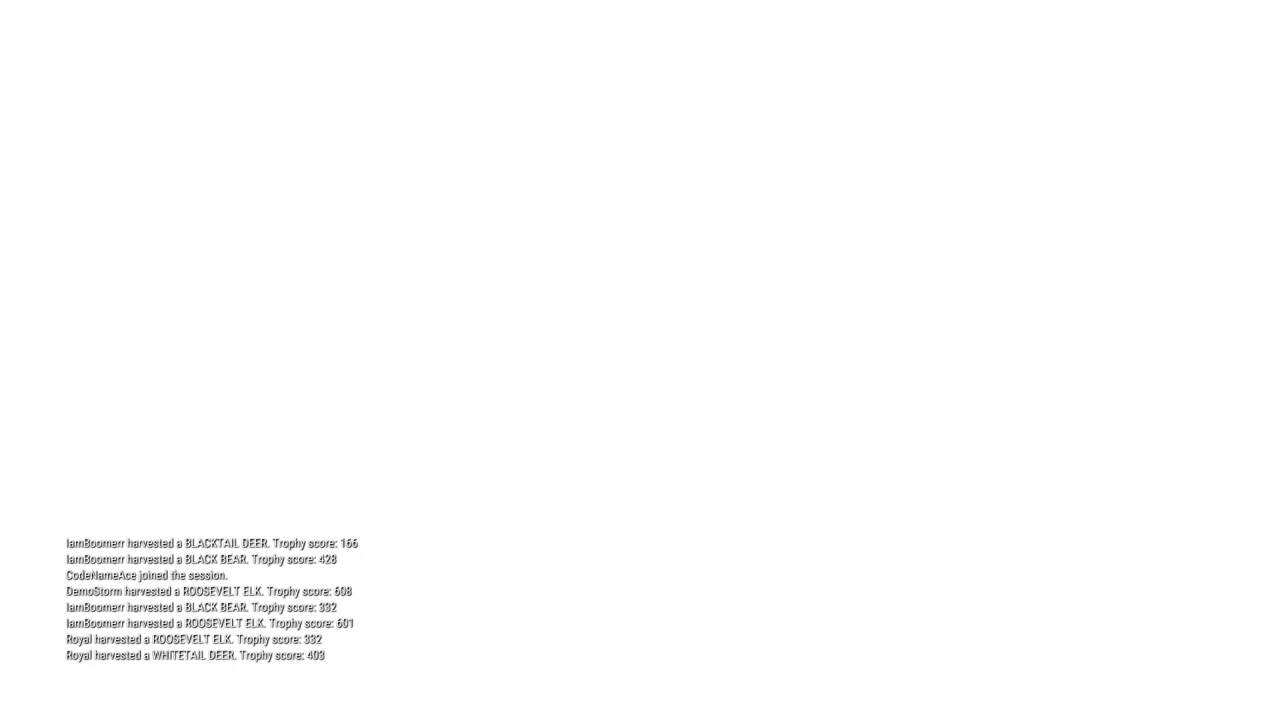 IamBoomerr harvested a BLACKTAIL DEER. Trophy score: 166
IamBoomerr harvested a BLACK BEAR. Trophy score: 428
CodeNameAce joined the session.
DemoStorm harvested a ROOSEVELT ELK. Trophy score: 608
IamBoomerr harvested a BLACK BEAR. Trophy score: 332
IamBoomerr harvested a ROOSEVELT ELK. Trophy score: 601
Royal harvested a ROOSEVELT ELK. Trophy score: 332
Royal harvested a WHITETAIL DEER. Trophy score: 403